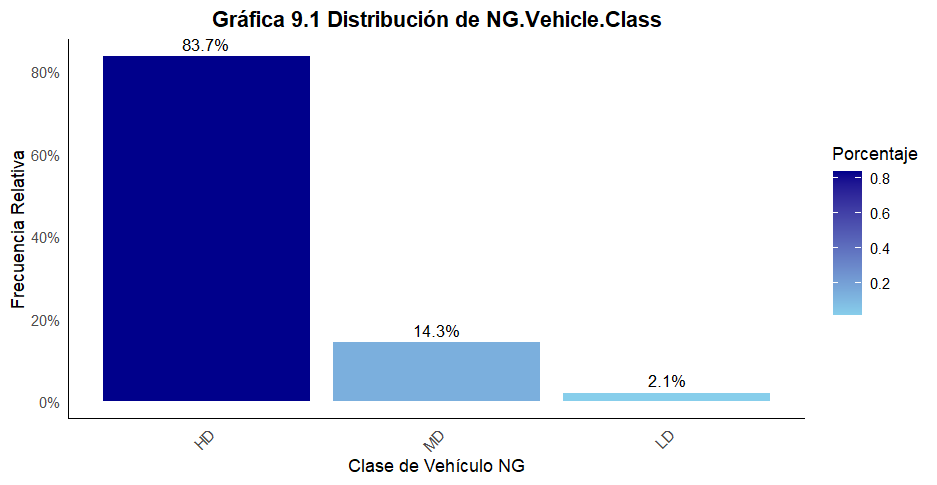 Gráfica 9.1 Distribución de NG.Vehicle.Class
83.7%
14.3%
2.1%
80%
60%
40%
20%
0%
Frecuencia Relativa
HD
MD
LD
Clase de Vehículo NG
Porcentaje
0.8
0.6
0.4
0.2